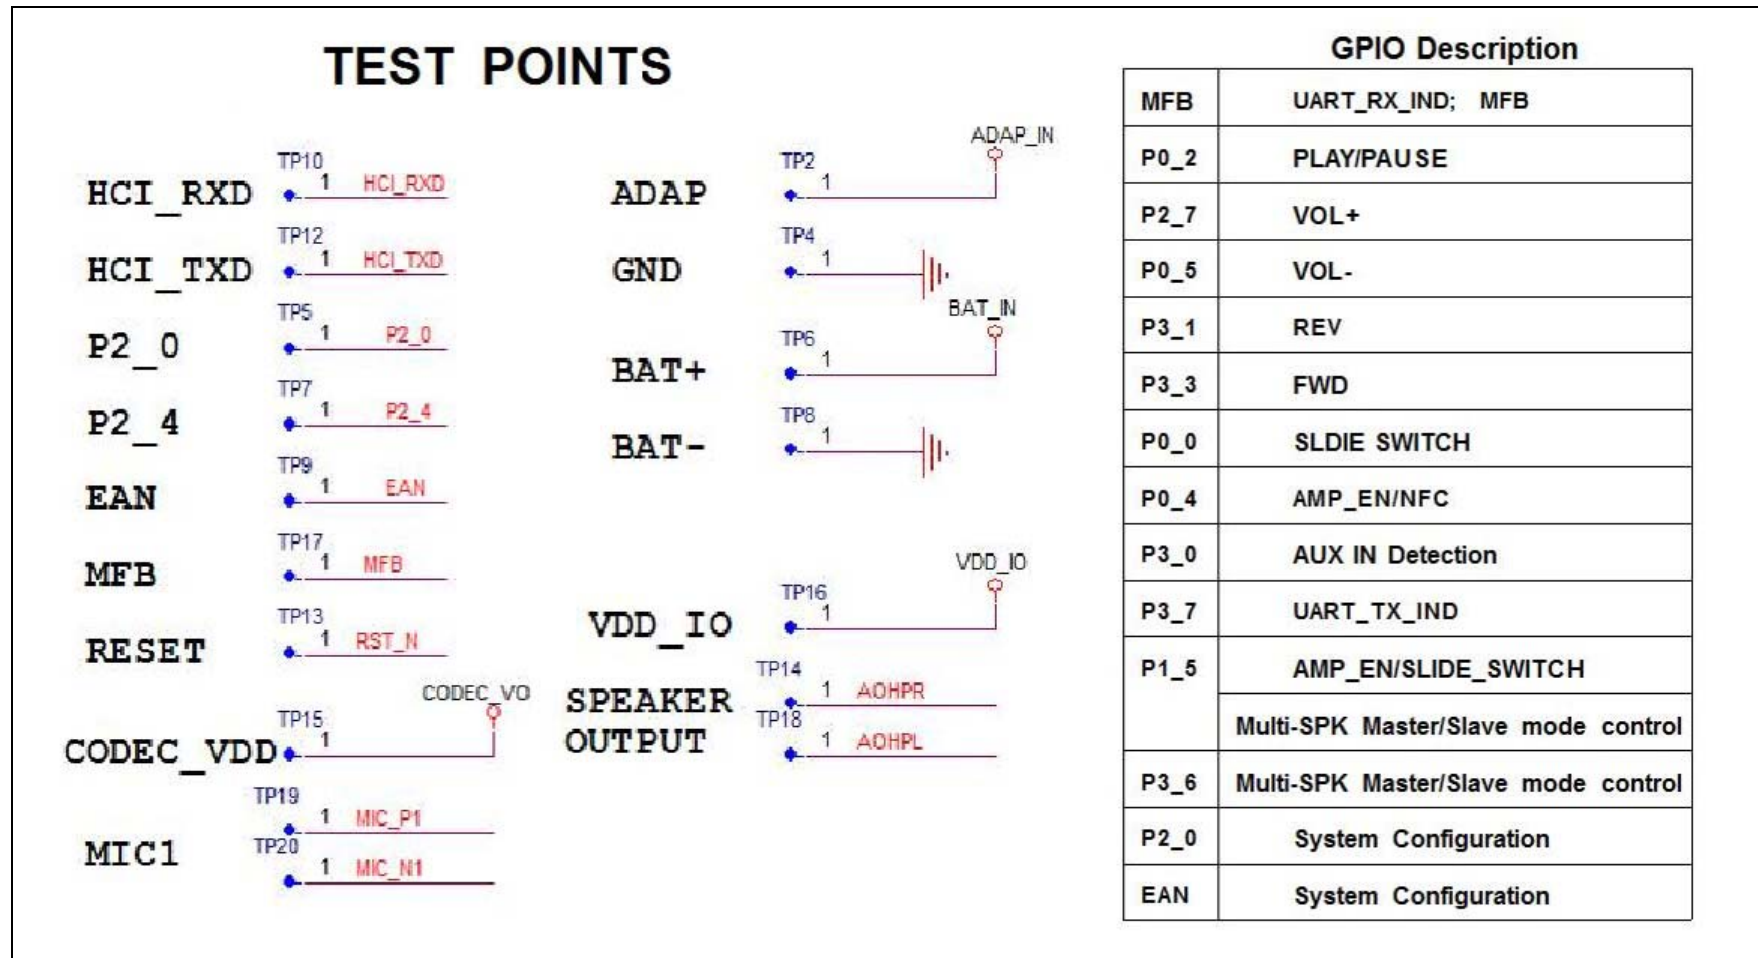 TEST POINTS
HCI_RXD TP10 1 HCI_RXD
HCI_TXD TP12 1 HCI_TXD
P2_0 TP5 1 P2_0
P2_4 TP7 1 P2_4
EAN TP9 1 EAN
MFB TP17 1 MFB
RESET TP13 1 RST_N
CODEC_VDD TP15 1 CODEC_VO
MIC1
TP19 1 MIC_P1
TP20 1 MIC_N1
ADAP TP2 1 ADAP_IN
GND TP4 1
BAT+ TP6 1 BAT_IN
BAT- TP8 1
VDD_IO TP16 1 VDD_IO
SPEAKER TP14 1 AOHPR
OUTPUT TP18 1 AOHPL
GPIO Description
MFB UART_RX_IND; MFB
P0_2 PLAY/PAUSE
P2_7 VOL+
P0_5 VOL-
P3_1 REV
P3_3 FWD
P0_0 SLDIE SWITCH
P0_4 AMP_EN/NFC
P3_0 AUX IN Detection
P3_7 UART_TX_IND
P1_5 AMP_EN/SLIDE_SWITCH
Multi-SPK Master/Slave mode control
P3_6 Multi-SPK Master/Slave mode control
P2_0 System Configuration
EAN System Configuration